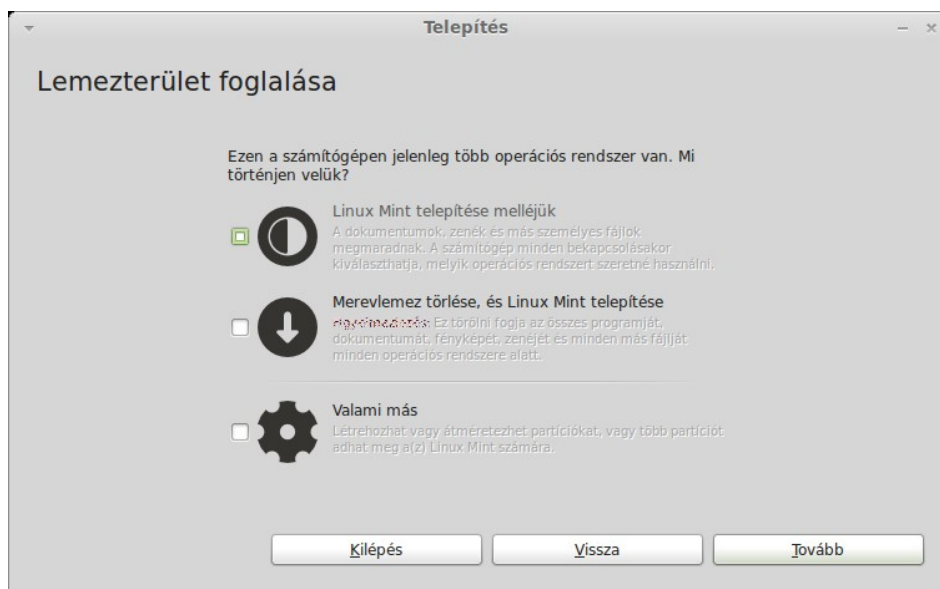 Telepítés
Lemezterület foglalása
Ezen a számítógépen jelenleg több operációs rendszer van. Mi
történjen velük?
Linux Mint telepítése melléjük
A dokumentumok, zenék és más személyes fájlok
megmaradnak. A számítógép minden bekapcsolásakor
kiválaszthatja, melyik operációs rendszert szeretné használni.
Merevlemez törlése, és Linux Mint telepítése
Ez törölni fogja az összes programját,
dokumentumát, fényképét, zenéjét és minden más fájlját
minden operációs rendszere alatt.
Valami más
Létrehozhat vagy átméretezhet partíciókat, vagy több partíciót
adhat meg a(z) Linux Mint számára.
Kilépés
Vissza
Tovább